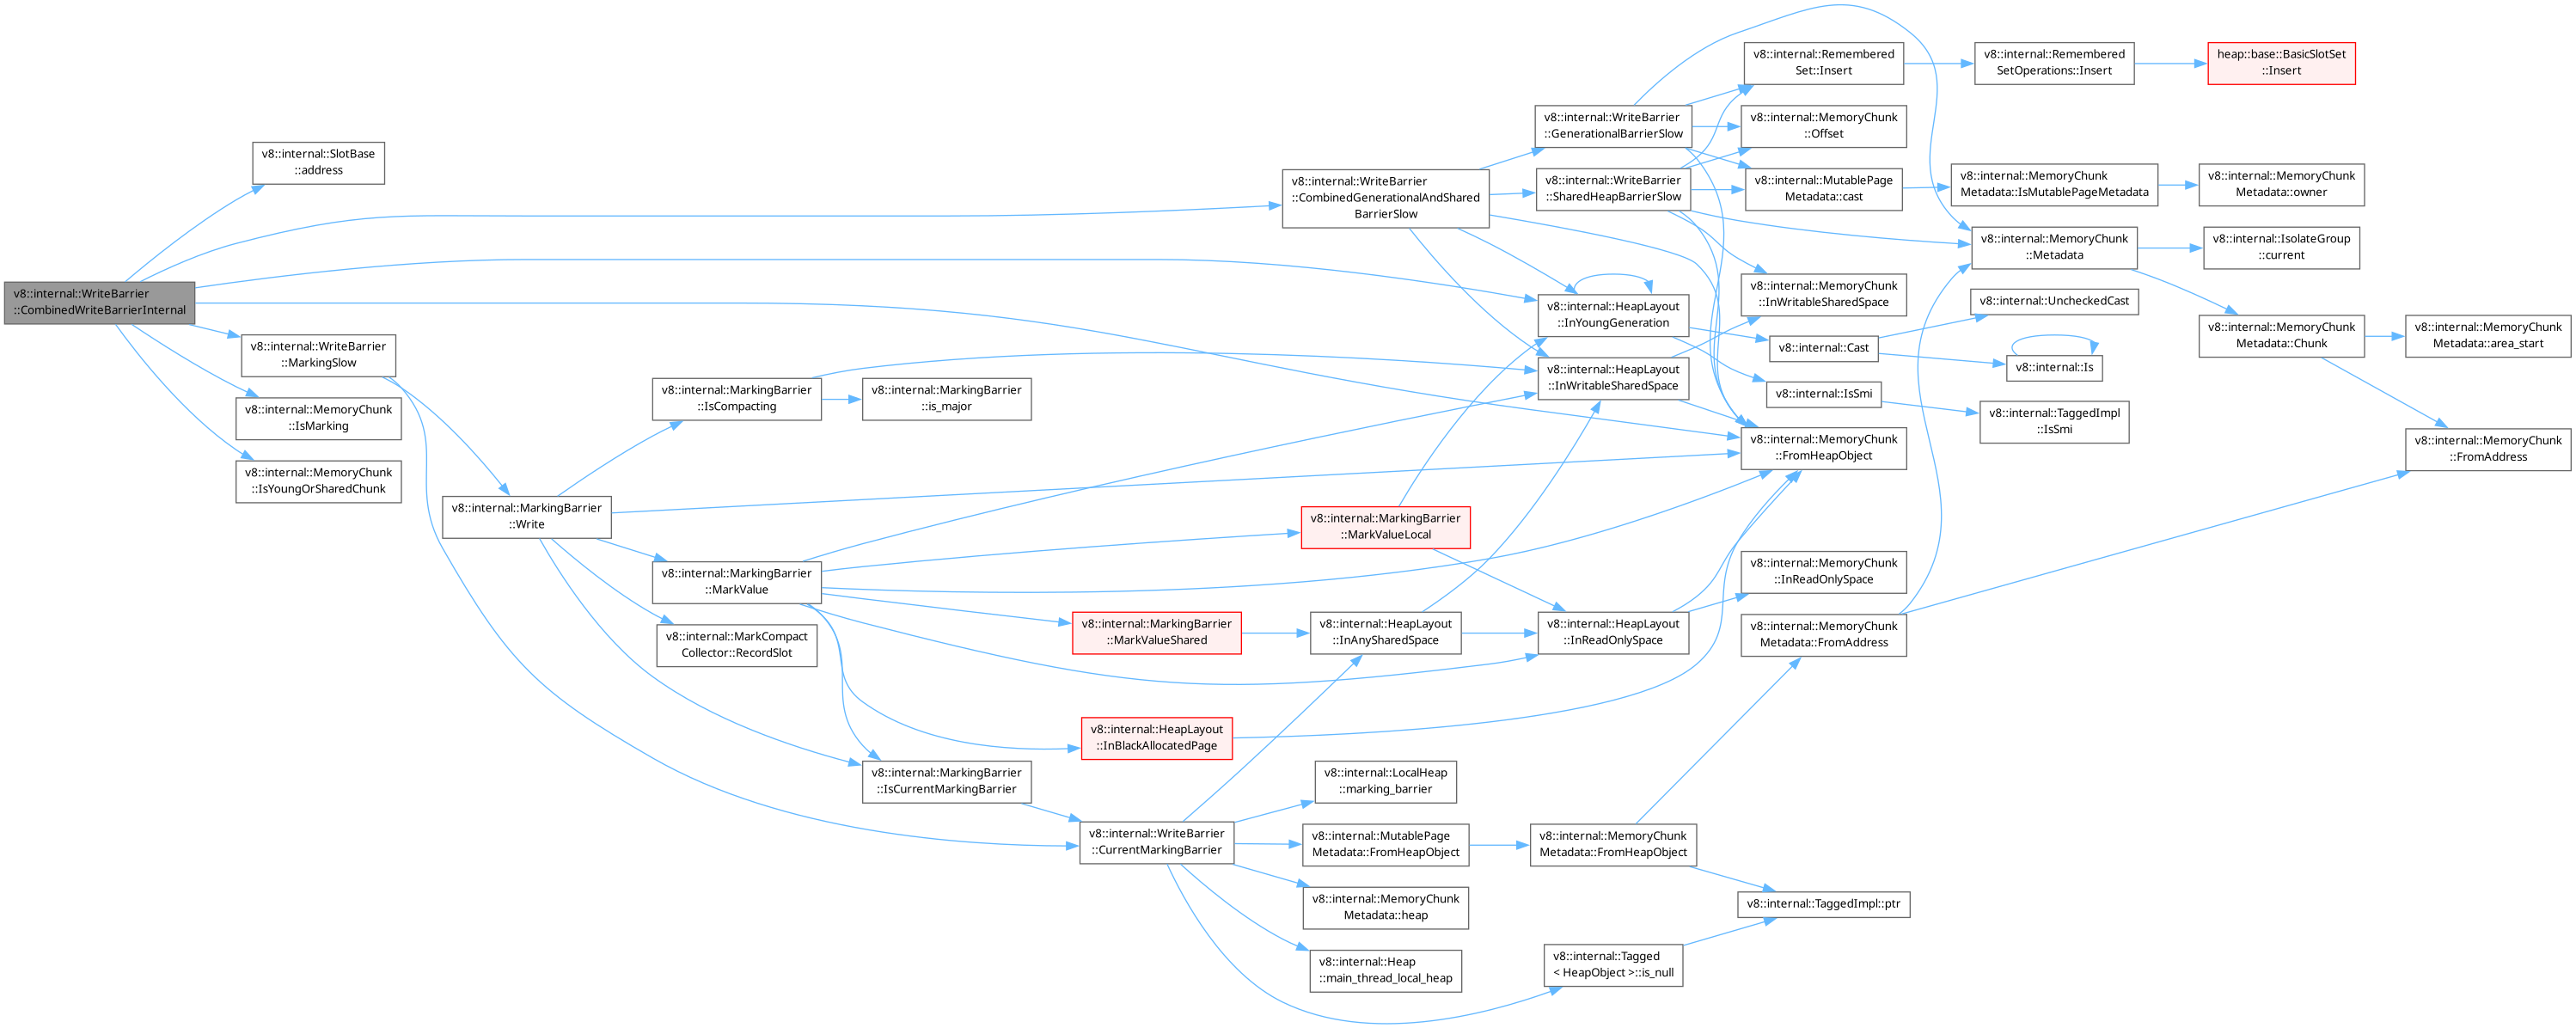 v8::internal::WriteBarrier
::CombinedWriteBarrierInternal
v8::internal::SlotBase
::address
v8::internal::WriteBarrier
::CombinedGenerationalAndShared
BarrierSlow
v8::internal::WriteBarrier
::GenerationalBarrierSlow
v8::internal::Remembered
Set::Insert
v8::internal::Remembered
SetOperations::Insert
heap::base::BasicSlotSet
::Insert
v8::internal::MemoryChunk
::Offset
v8::internal::MutablePage
Metadata::cast
v8::internal::MemoryChunk
Metadata::IsMutablePageMetadata
v8::internal::MemoryChunk
Metadata::owner
v8::internal::WriteBarrier
::SharedHeapBarrierSlow
v8::internal::MemoryChunk
::Metadata
v8::internal::IsolateGroup
::current
v8::internal::MemoryChunk
::InWritableSharedSpace
v8::internal::HeapLayout
::InYoungGeneration
v8::internal::UncheckedCast
v8::internal::Cast
v8::internal::Is
v8::internal::MemoryChunk
Metadata::Chunk
v8::internal::MemoryChunk
Metadata::area_start
v8::internal::HeapLayout
::InWritableSharedSpace
v8::internal::IsSmi
v8::internal::TaggedImpl
::IsSmi
v8::internal::MemoryChunk
::FromHeapObject
v8::internal::MemoryChunk
::FromAddress
v8::internal::WriteBarrier
::MarkingSlow
v8::internal::MemoryChunk
::IsMarking
v8::internal::MemoryChunk
::IsYoungOrSharedChunk
v8::internal::MarkingBarrier
::IsCompacting
v8::internal::MarkingBarrier
::is_major
v8::internal::MarkingBarrier
::Write
v8::internal::MarkingBarrier
::MarkValueLocal
v8::internal::MarkingBarrier
::MarkValue
v8::internal::MemoryChunk
::InReadOnlySpace
v8::internal::MarkCompact
Collector::RecordSlot
v8::internal::MarkingBarrier
::MarkValueShared
v8::internal::HeapLayout
::InAnySharedSpace
v8::internal::HeapLayout
::InReadOnlySpace
v8::internal::MemoryChunk
Metadata::FromAddress
v8::internal::HeapLayout
::InBlackAllocatedPage
v8::internal::MarkingBarrier
::IsCurrentMarkingBarrier
v8::internal::LocalHeap
::marking_barrier
v8::internal::WriteBarrier
::CurrentMarkingBarrier
v8::internal::MutablePage
Metadata::FromHeapObject
v8::internal::MemoryChunk
Metadata::FromHeapObject
v8::internal::MemoryChunk
Metadata::heap
v8::internal::TaggedImpl::ptr
v8::internal::Heap
::main_thread_local_heap
v8::internal::Tagged
< HeapObject >::is_null